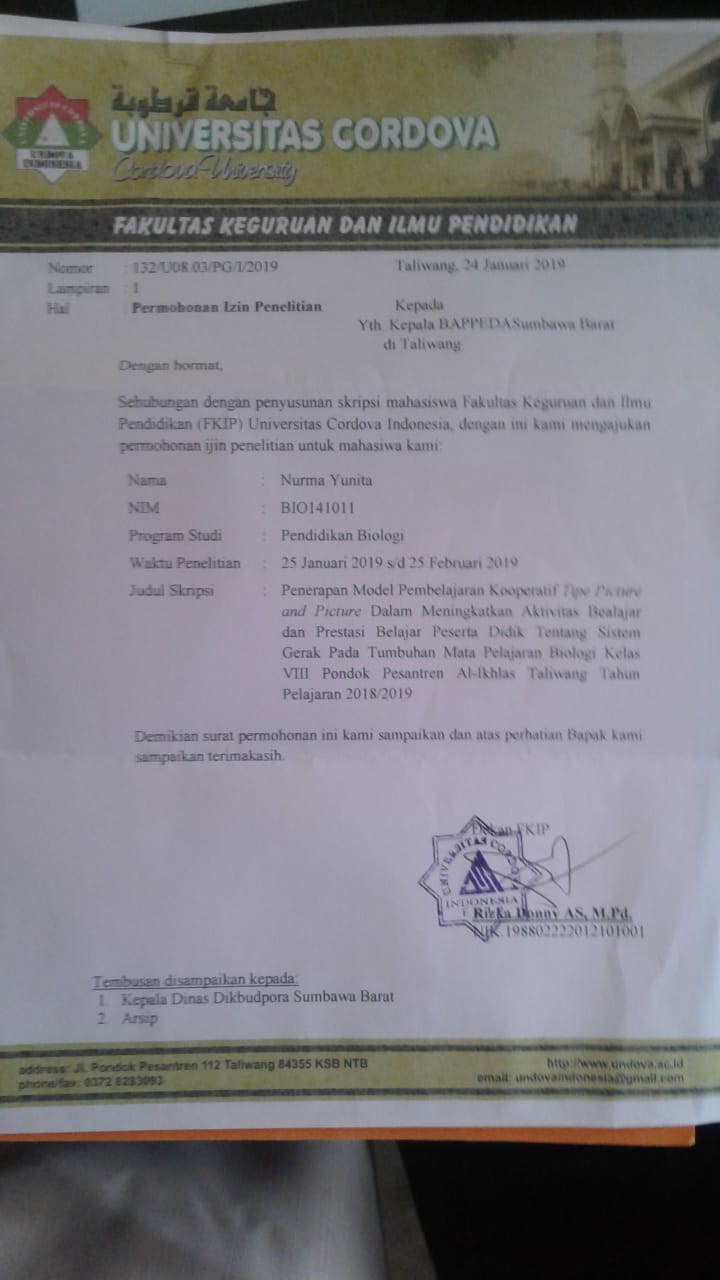 جامعة قرطوبة
UNIVERSITAS CORDOVA
Cordova University
UNDOVA
INDONESIA
FAKULTAS KEGURUAN DAN ILMU PENDIDIKAN
Nomor : 132/U08.03/PG/I/2019 Taliwang, 24 Januari 2019
Lampiran : 1
Hal : Permohonan Izin Penelitian Kepada
Yth. Kepala BAPPEDASumbawa Barat
di Taliwang
Dengan hormat,
Sehubungan dengan penyusunan skripsi mahasiswa Fakultas Keguruan dan Ilmu
Pendidikan (FKIP) Universitas Cordova Indonesia, dengan ini kami mengajukan
permohonan ijin penelitian untuk mahasiwa kami:
Nama : Nurma Yunita
NIM : BIO141011
Program Studi : Pendidikan Biologi
Waktu Penelitian : 25 Januari 2019 s/d 25 Februari 2019
Judul Skripsi : Penerapan Model Pembelajaran Kooperatif Tipe Picture
and Picture Dalam Meningkatkan Aktivitas Bealajar
dan Prestasi Belajar Peserta Didik Tentang Sistem
Gerak Pada Tumbuhan Mata Pelajaran Biologi Kelas
VIII Pondok Pesantren Al-Ikhlas Taliwang Tahun
Pelajaran 2018/2019
Demikian surat permohonan ini kami sampaikan dan atas perhatian Bapak kami
sampaikan terimakasih.
Dekan FKIP
UNIVERSITAS CORDOVA
INDONESIA
Rizka Donny AS, M.Pd.
NIK.198802222012101001
Tembusan disampaikan kepada:
1. Kepala Dinas Dikbudpora Sumbawa Barat
2. Arsip
address: Jl. Pondok Pesantren 112 Taliwang 84355 KSB NTB http://www.undova.ac.id
phone/fax: 0372 8283093 email: undovaindonesia@gmail.com